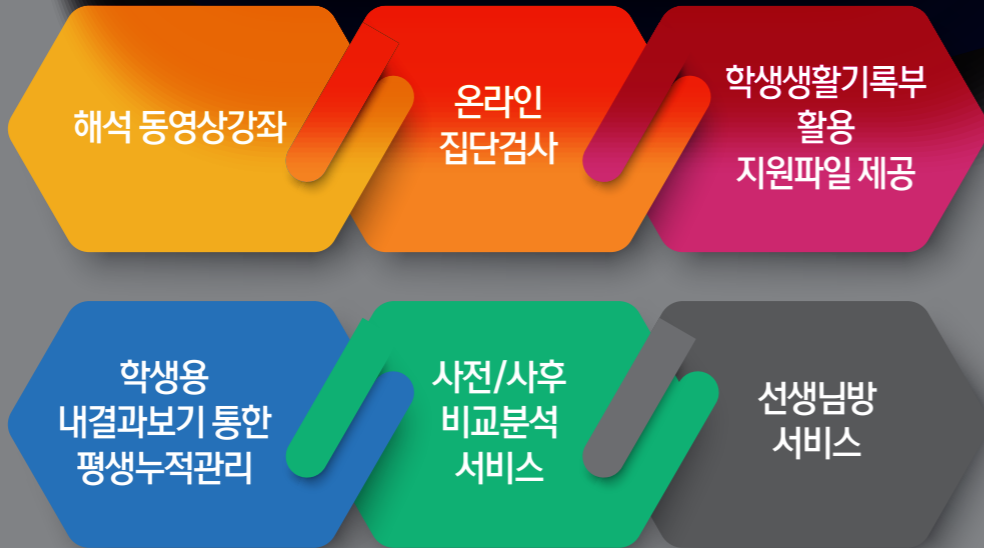 해석 동영상강좌
온라인
집단검사
학생생활기록부
활용
지원파일 제공
학생용
내결과보기 통한
평생누적관리
사전/사후
비교분석
서비스
선생님방
서비스